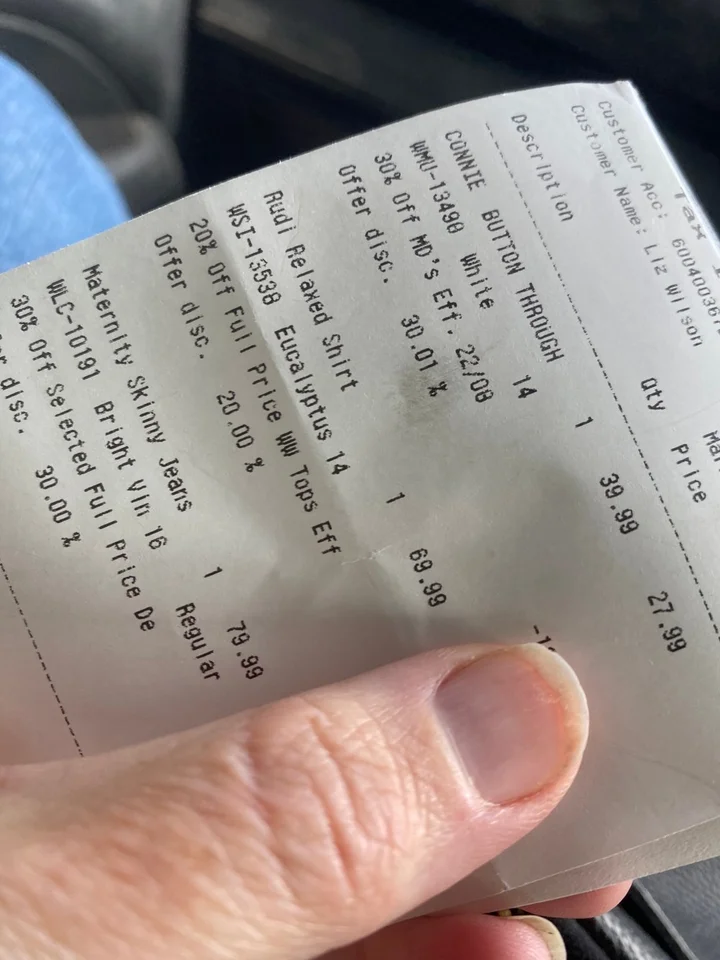 Tax
Customer Acc: 600400367
Customer Name: Liz Wilson
Description Qty Price
CONNIE BUTTON THROUGH 1 39.99 27.99
WMU-13490 White 14
30% Off MD's Eff. 22/08
Offer disc. 30.01 %
Rudi Relaxed Shirt 1 69.99
WSI-13538 Eucalyptus 14
20% Off Full Price WW Tops Eff
Offer disc. 20.00 %
Maternity Skinny Jeans 1 79.99
WLC-10191 Bright Vin 16 Regular
30% Off Selected Full Price De
disc. 30.00 %